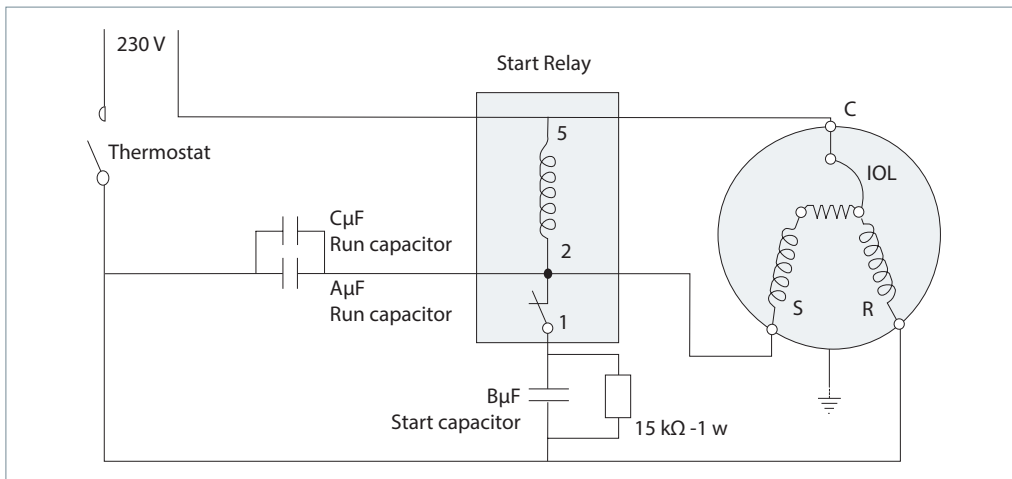 230 V
Start Relay
C
5
Thermostat
IOL
CµF
Run capacitor
2
AµF
Run capacitor
S
R
1
BµF
Start capacitor
15 kΩ -1 w